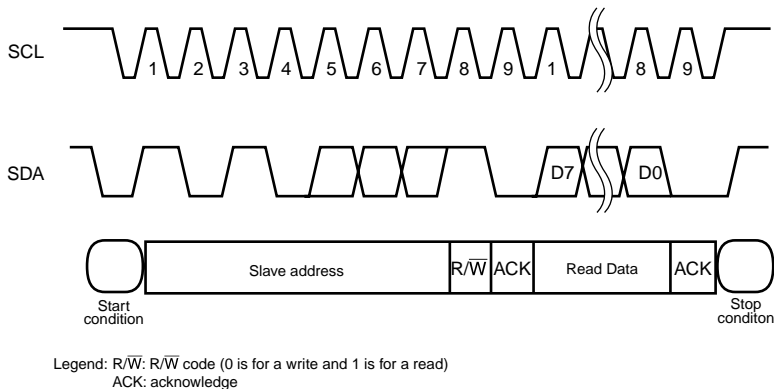 SCL
1 2 3 4 5 6 7 8 9 1 8 9
SDA
D7 D0
Slave address R/W̅ ACK Read Data ACK
Start
condition
Stop
conditon
Legend: R/W̅: R/W̅ code (0 is for a write and 1 is for a read)
ACK: acknowledge